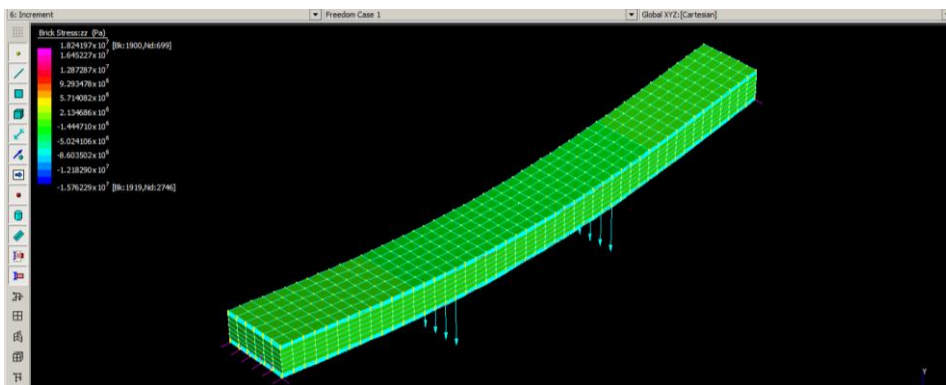 6: Increment
Freedom Case 1
Global XYZ:[Cartesian]
Brick Stress:zz (Pa)
1.824197x10⁷ [Bk:1900,Nd:699]
1.645227x10⁷
1.287287x10⁷
9.293478x10⁶
5.714082x10⁶
2.134686x10⁶
-1.444710x10⁶
-5.024106x10⁶
-8.603502x10⁶
-1.218290x10⁷
-1.576229x10⁷ [Bk:1919,Nd:2746]
Y